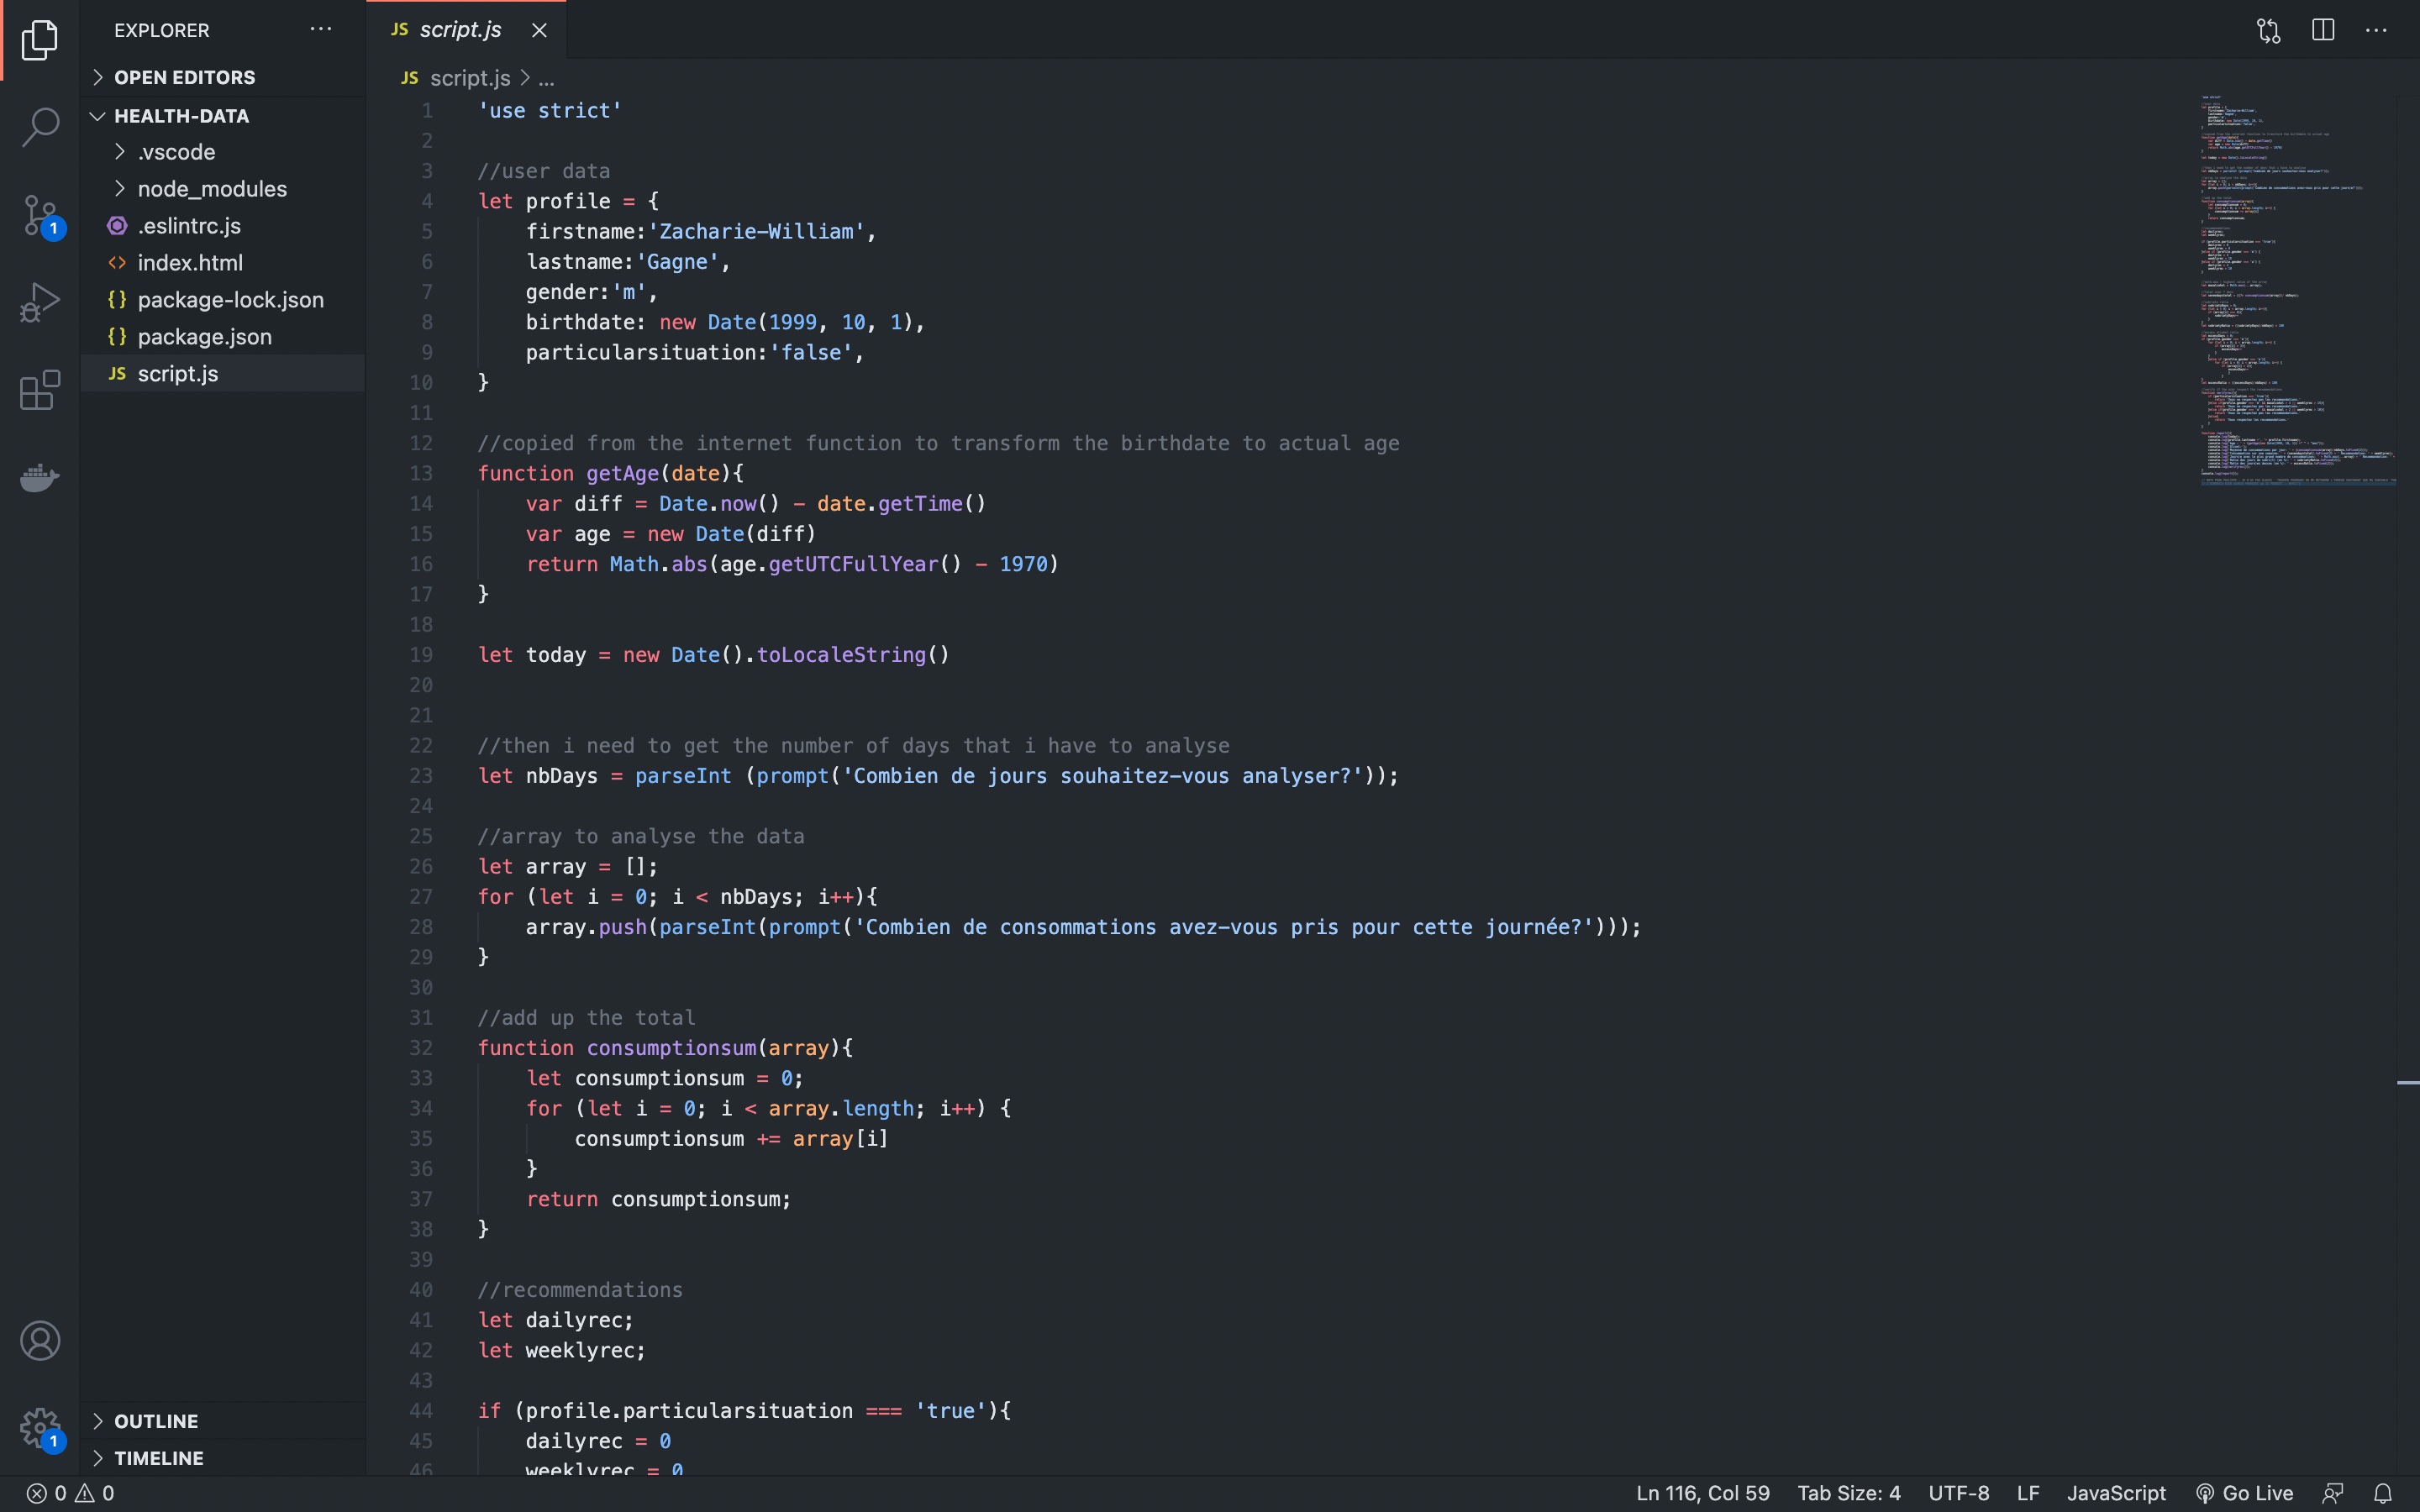 EXPLORER
OPEN EDITORS
HEALTH-DATA
.vscode
node_modules
.eslintrc.js
index.html
package-lock.json
package.json
JS script.js
OUTLINE
TIMELINE
1
1
JS script.js
JS script.js > ...
1 'use strict'
2
3 //user data
4 let profile = {
5 firstname:'Zacharie-William',
6 lastname:'Gagne',
7 gender:'m',
8 birthdate: new Date(1999, 10, 1),
9 particularsituation:'false',
10 }
11
12 //copied from the internet function to transform the birthdate to actual age
13 function getAge(date){
14 var diff = Date.now() - date.getTime()
15 var age = new Date(diff)
16 return Math.abs(age.getUTCFullYear() - 1970)
17 }
18
19 let today = new Date().toLocaleString()
20
21
22 //then i need to get the number of days that i have to analyse
23 let nbDays = parseInt (prompt('Combien de jours souhaitez-vous analyser?'));
24
25 //array to analyse the data
26 let array = [];
27 for (let i = 0; i < nbDays; i++){
28 array.push(parseInt(prompt('Combien de consommations avez-vous pris pour cette journée?')));
29 }
30
31 //add up the total
32 function consumptionsum(array){
33 let consumptionsum = 0;
34 for (let i = 0; i < array.length; i++) {
35 consumptionsum += array[i]
36 }
37 return consumptionsum;
38 }
39
40 //recommendations
41 let dailyrec;
42 let weeklyrec;
43
44 if (profile.particularsituation === 'true'){
45 dailyrec = 0
46 weeklyrec = 0
0 0
Ln 116, Col 59 Tab Size: 4 UTF-8 LF JavaScript Go Live